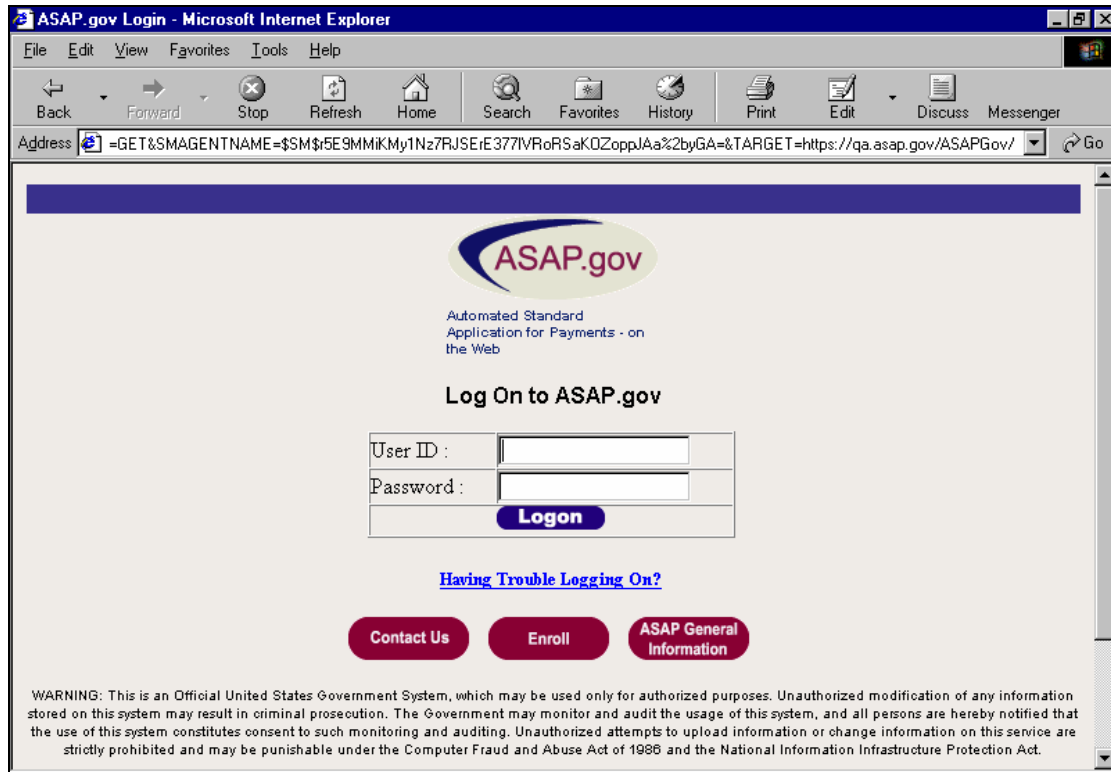 ASAP.gov Login - Microsoft Internet Explorer
File Edit View Favorites Tools Help
Back Forward Stop Refresh Home Search Favorites History Print Edit Discuss Messenger
Address =GET&SMAGENTNAME=$SM$r5E9MMiKMy1Nz7RJSErE377lVRoRSaKOZoppJAa%2byGA=&TARGET=https://qa.asap.gov/ASAPGov/ Go
ASAP.gov
Automated Standard
Application for Payments - on
the Web
Log On to ASAP.gov
User ID :
Password :
Logon
Having Trouble Logging On?
Contact Us Enroll ASAP General
Information
WARNING: This is an Official United States Government System, which may be used only for authorized purposes. Unauthorized modification of any information
stored on this system may result in criminal prosecution. The Government may monitor and audit the usage of this system, and all persons are hereby notified that
the use of this system constitutes consent to such monitoring and auditing. Unauthorized attempts to upload information or change information on this service are
strictly prohibited and may be punishable under the Computer Fraud and Abuse Act of 1986 and the National Information Infrastructure Protection Act.